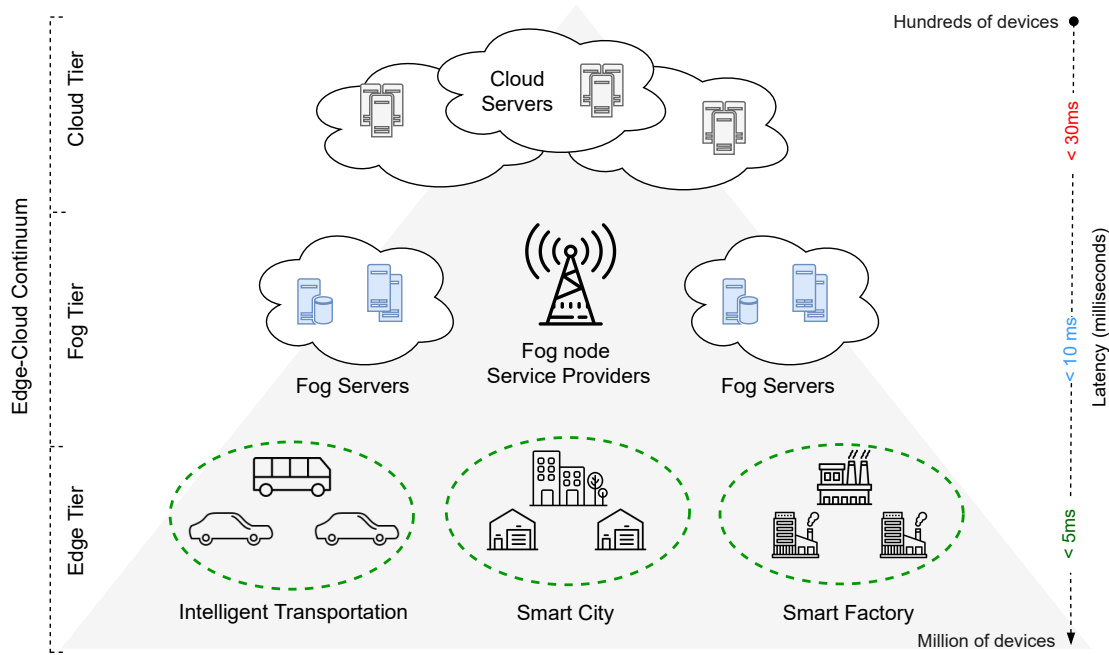 Hundreds of devices
Cloud Tier
Cloud
Servers
< 30ms
Edge-Cloud Continuum
Fog Tier
Fog Servers
Fog node
Service Providers
Fog Servers
< 10 ms
Latency (milliseconds)
Edge Tier
Intelligent Transportation
Smart City
Smart Factory
< 5ms
Million of devices